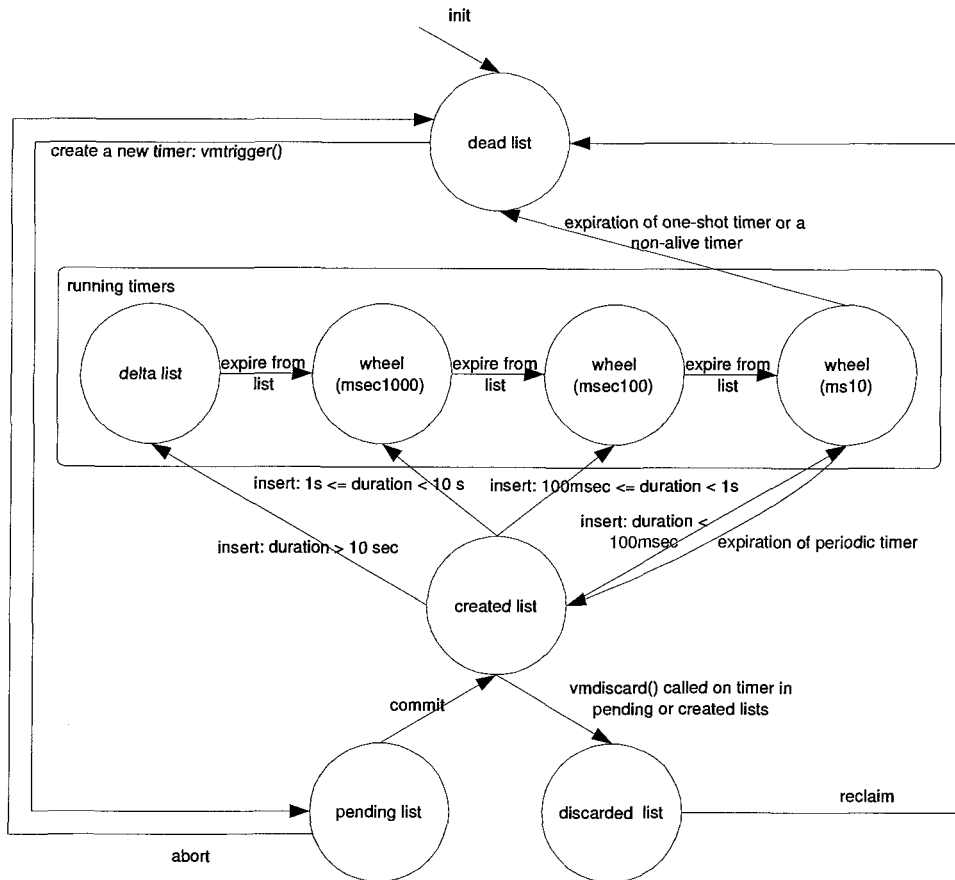 init
dead list
create a new timer: vmtrigger()
expiration of one-shot timer or a
non-alive timer
running timers
delta list
expire from
list
wheel
(msec1000)
expire from
list
wheel
(msec100)
expire from
list
wheel
(ms10)
insert: 1s <= duration < 10 s
insert: 100msec <= duration < 1s
insert: duration > 10 sec
insert: duration <
100msec
expiration of periodic timer
created list
commit
vmdiscard() called on timer in
pending or created lists
pending list
discarded list
reclaim
abort